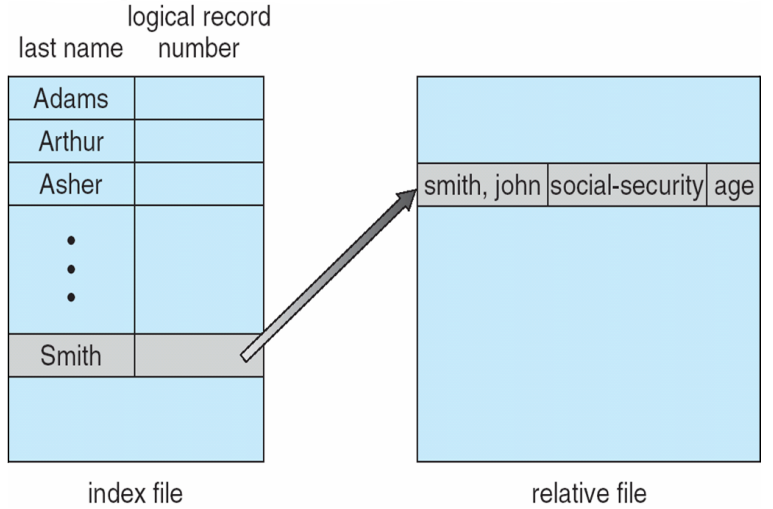 last name
logical record
number
Adams
Arthur
Asher
Smith
index file
smith, john
social-security
age
relative file